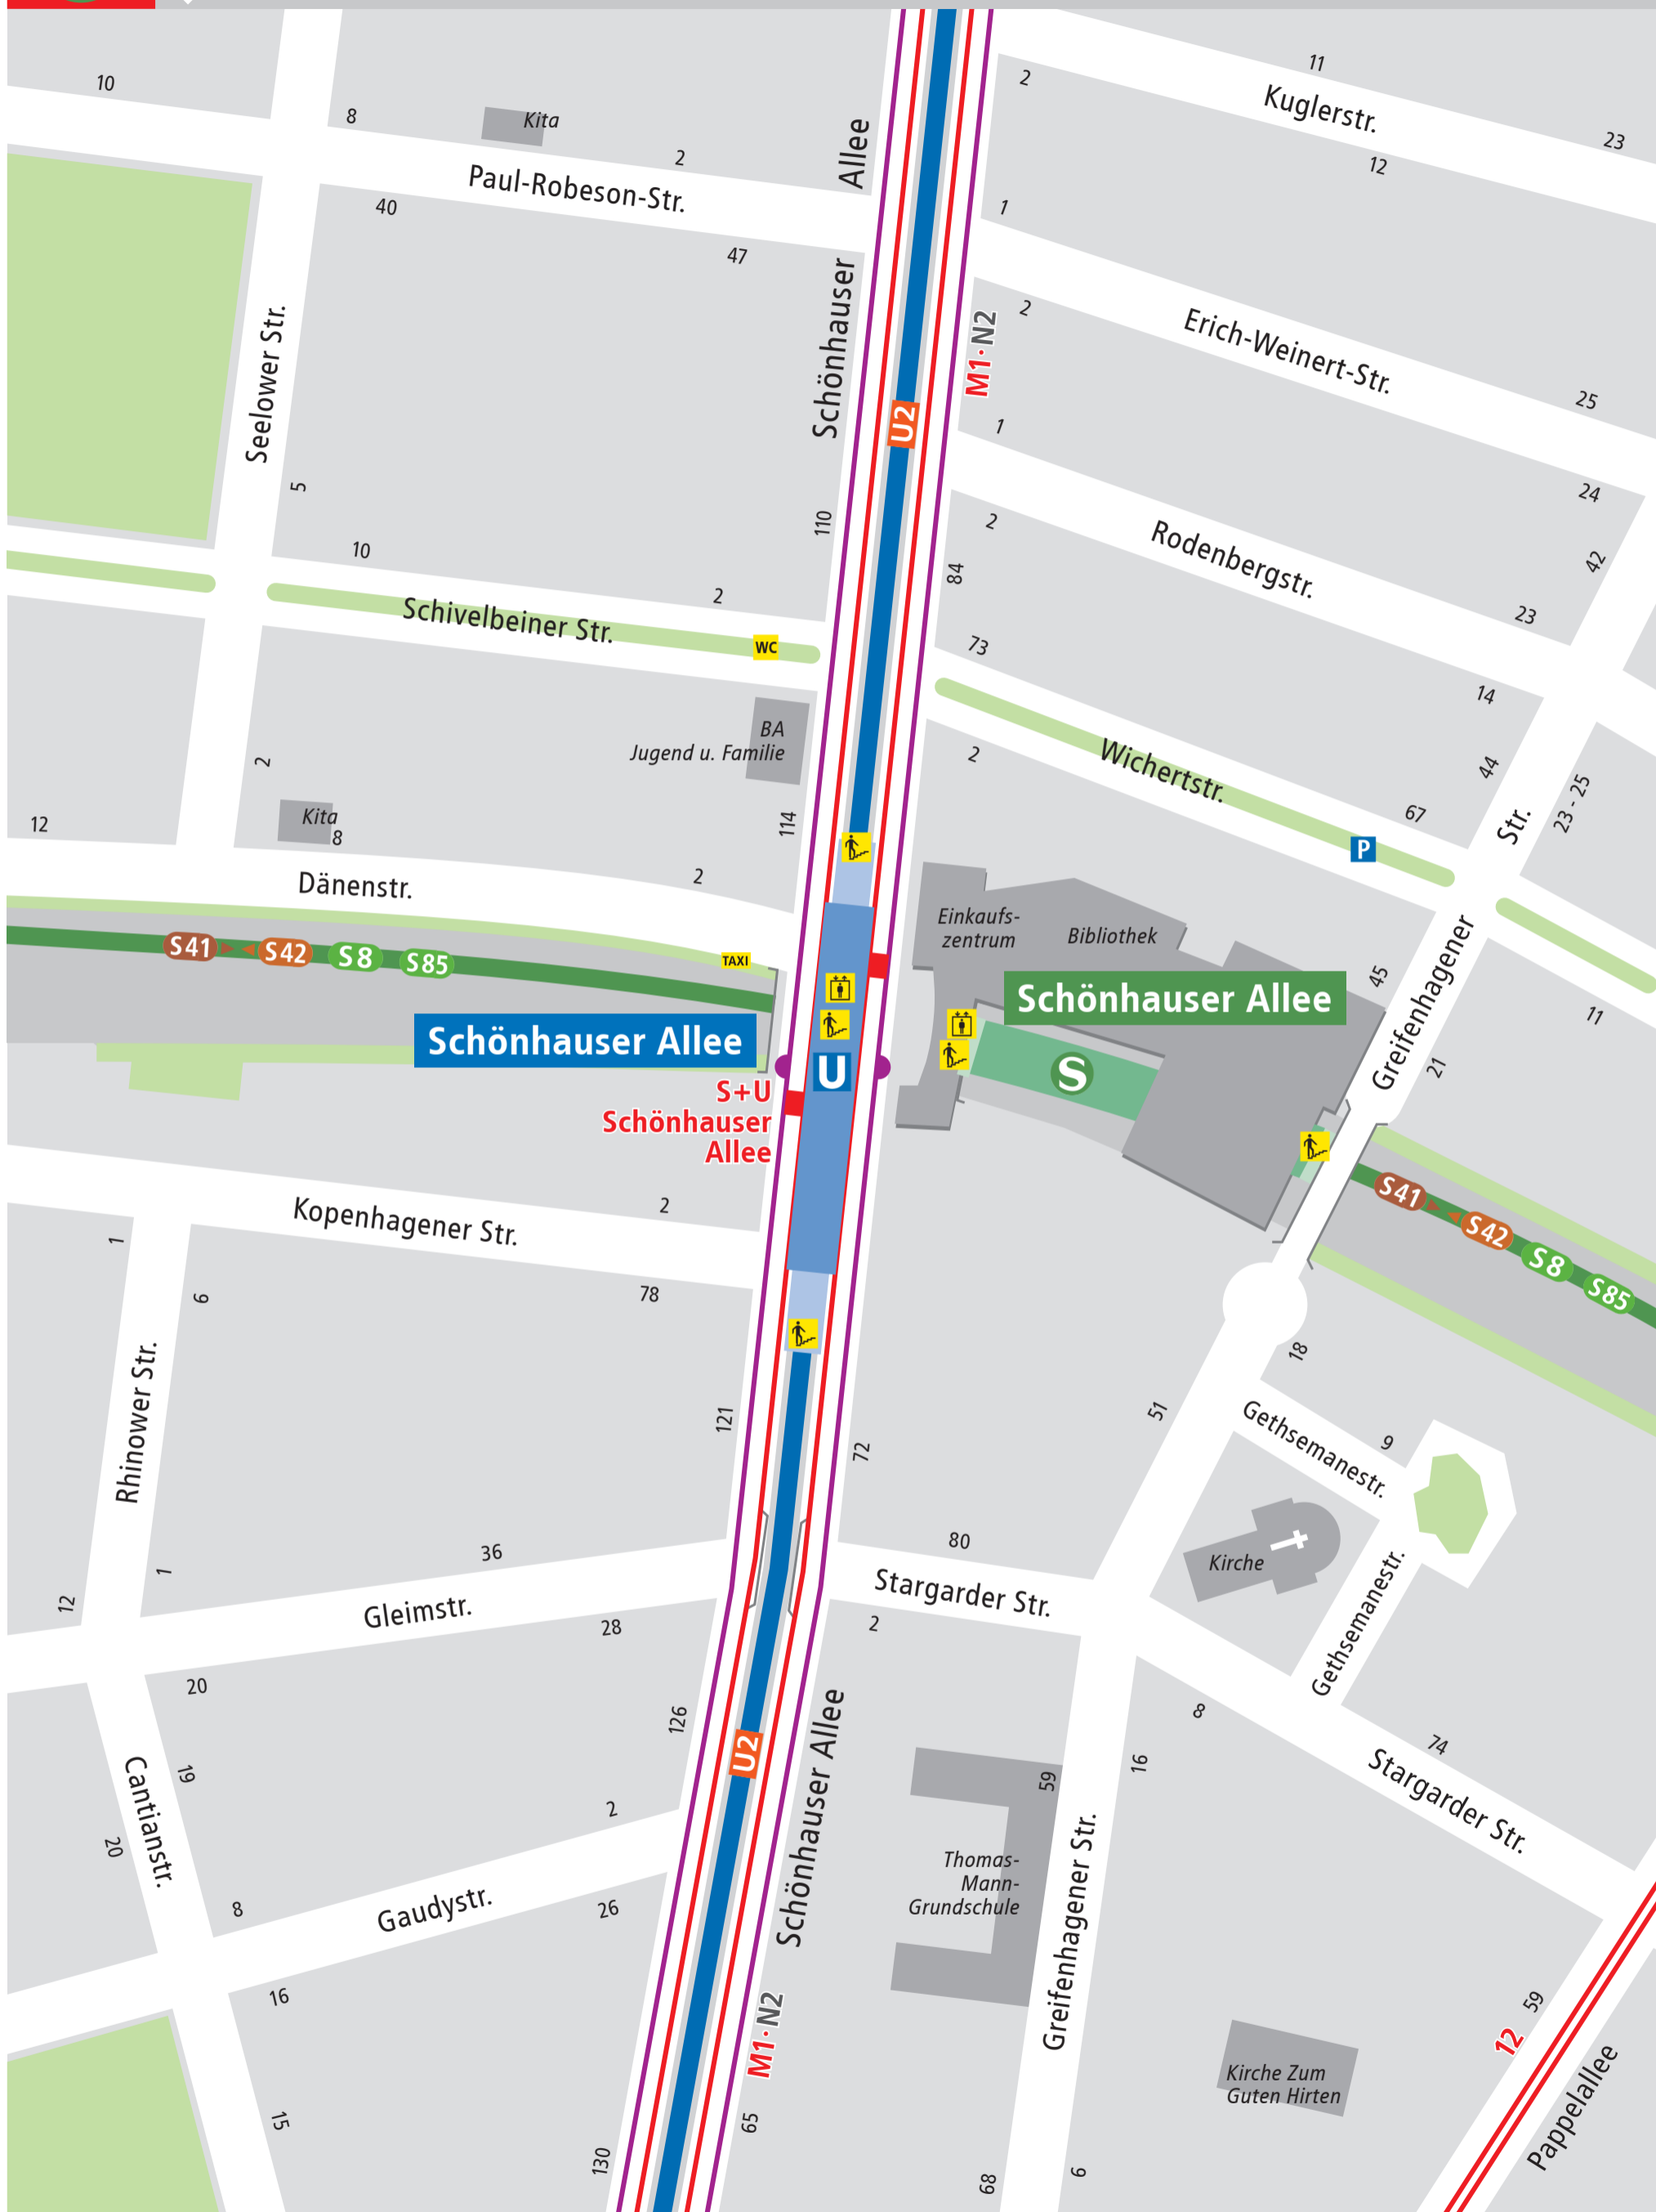 11
Kuglerstr.
23
12
2
10
8
Kita
2
Allee
Paul-Robeson-Str.
40
47
1
2
Erich-Weinert-Str.
25
24
Seelower Str.
Schönhauser
M1·N2
U2
1
2
Rodenbergstr.
23
42
14
5
110
84
10
2
Schivelbeiner Str.
WC
73
2
Wichertstr.
67
P
44
Str.
23 - 25
BA
Jugend u. Familie
2
Kita
8
12
114
Dänenstr.
2
Einkaufs-
zentrum
Bibliothek
S41
S42
S8
S85
TAXI
Schönhauser Allee
45
Greifenhagener
11
21
Schönhauser Allee
U
S
S+U
Schönhauser
Allee
S41
S42
S8
S85
Kopenhagener Str.
2
78
1
6
Rhinower Str.
121
72
18
51
Gethsemanestr.
9
Kirche
Gethsemanestr.
1
12
36
Gleimstr.
28
80
Stargarder Str.
2
20
126
U2
Schönhauser Allee
8
74
Stargarder Str.
16
59
Cantianstr.
19
20
2
Gaudystr.
8
26
Thomas-
Mann-
Grundschule
Greifenhagener Str.
16
15
M1·N2
65
130
59
12
Pappelallee
Kirche Zum
Guten Hirten
68
6